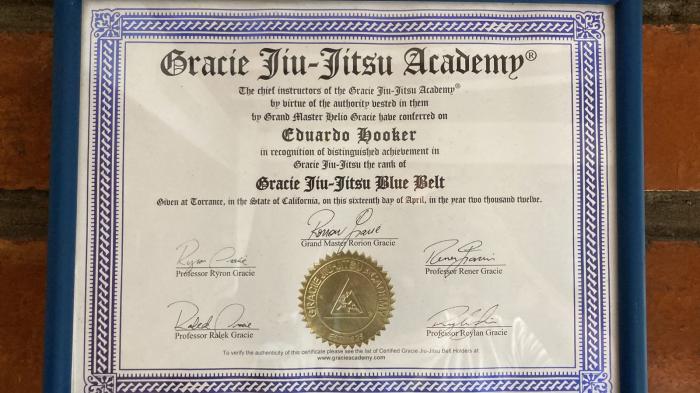 Gracie Jiu-Jitsu Academy®
The chief instructors of the Gracie Jiu-Jitsu Academy®
by virtue of the authority vested in them
by Grand Master Helio Gracie have conferred on
Eduardo Hooker
in recognition of distinguished achievement in
Gracie Jiu-Jitsu the rank of
Gracie Jiu-Jitsu Blue Belt
Given at Torrance, in the State of California, on this sixteenth day of April, in the year two thousand twelve.
Grand Master Rorion Gracie
Professor Ryron Gracie
Professor Rener Gracie
GRACIE JIU-JITSU ACADEMY
Professor Ralek Gracie
Professor Roylan Gracie
To verify the authenticity of this certificate please see the list of Certified Gracie Jiu-Jitsu Belt Holders at
www.gracieacademy.com